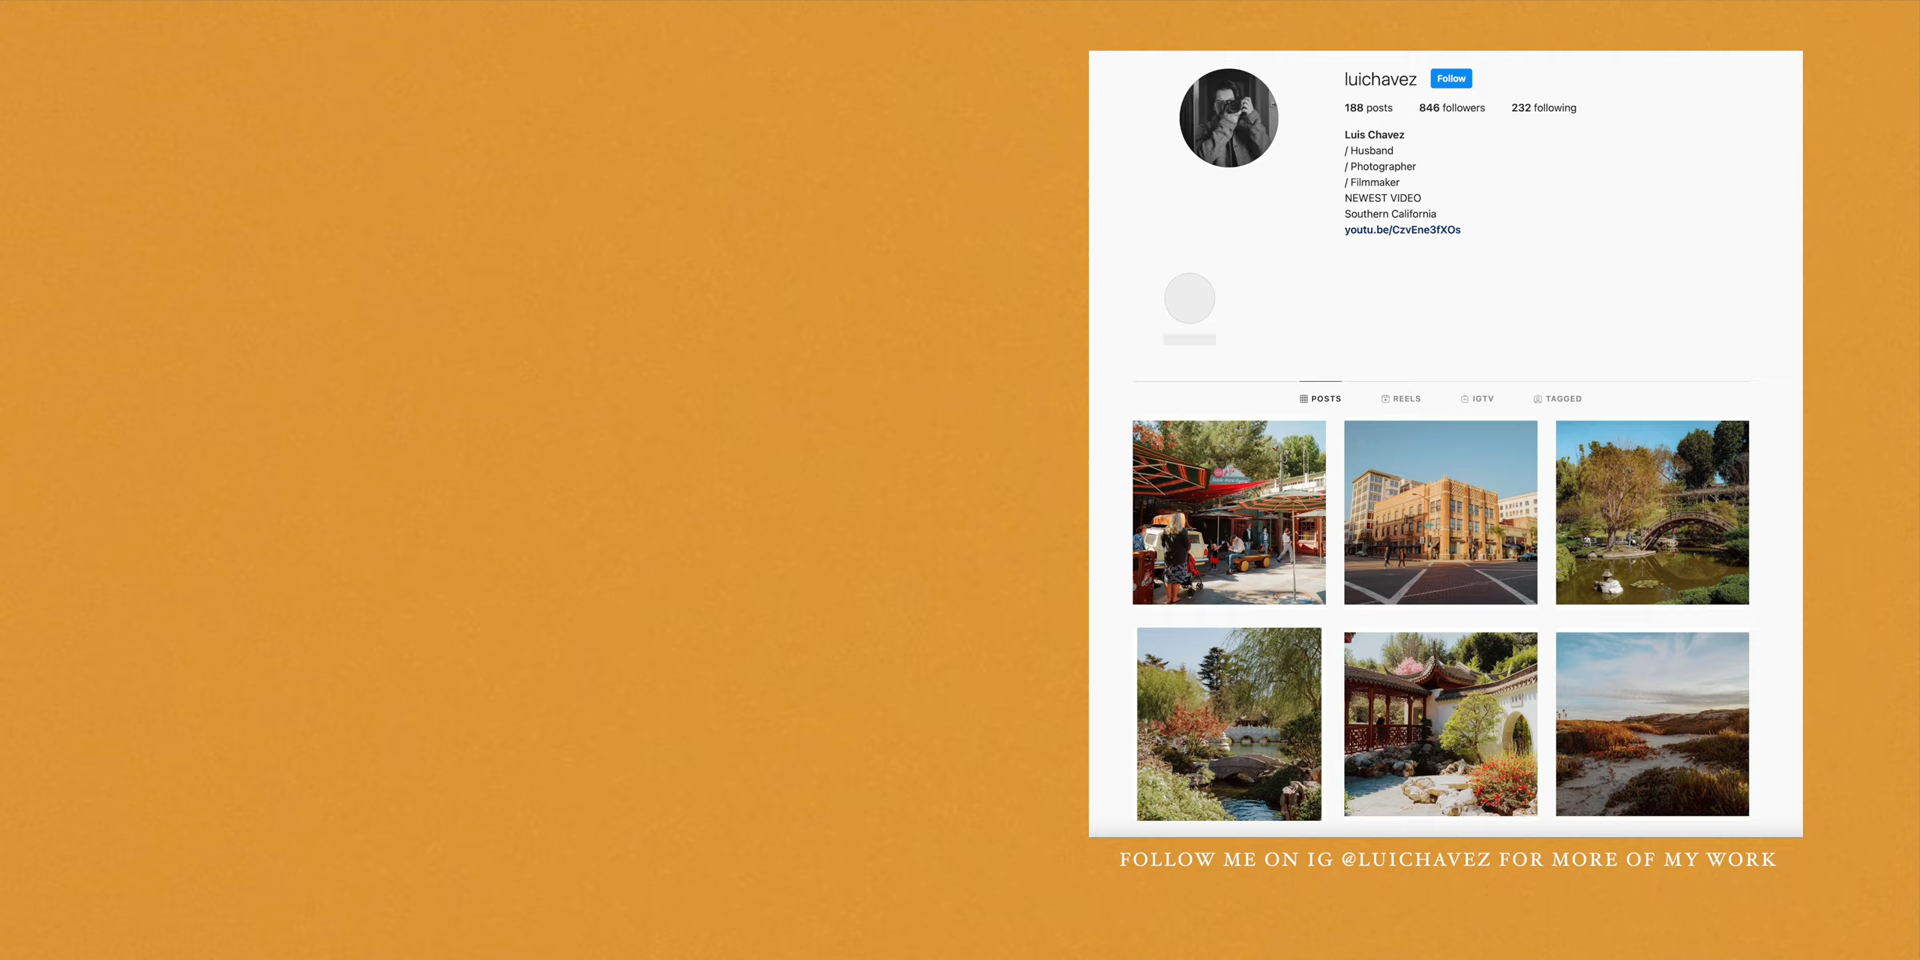 luichavez Follow
188 posts 846 followers 232 following
Luis Chavez
/ Husband
/ Photographer
/ Filmmaker
NEWEST VIDEO
Southern California
youtu.be/CzvEne3fXOs
POSTS REELS IGTV TAGGED
FOLLOW ME ON IG @LUICHAVEZ FOR MORE OF MY WORK